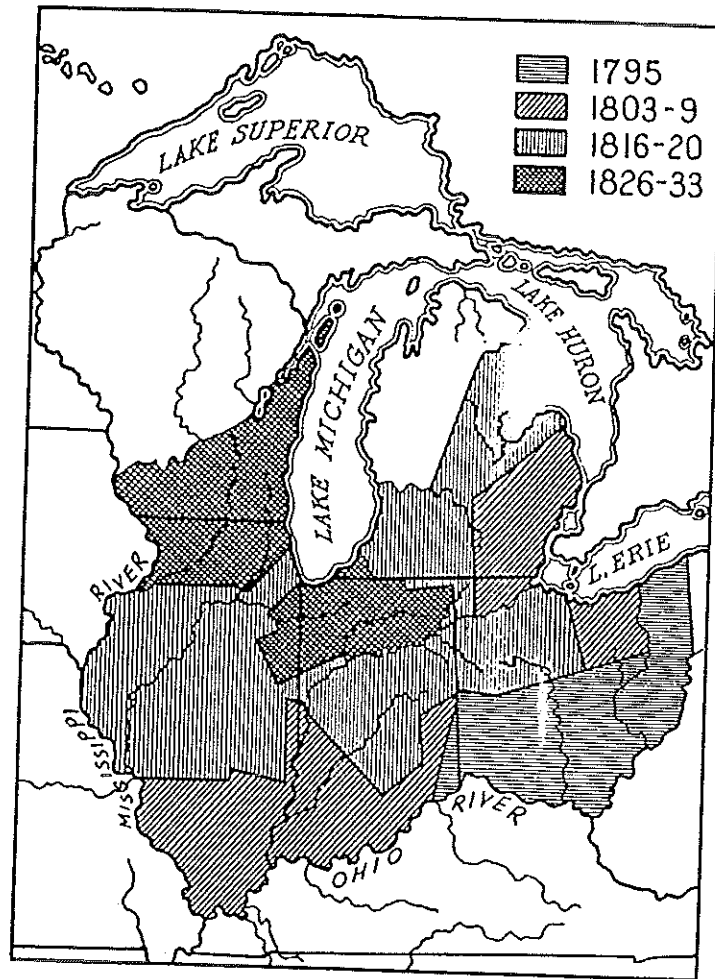 1795
1803-9
1816-20
1826-33
LAKE SUPERIOR
LAKE HURON
LAKE MICHIGAN
L. ERIE
MISSISSIPPI RIVER
OHIO RIVER